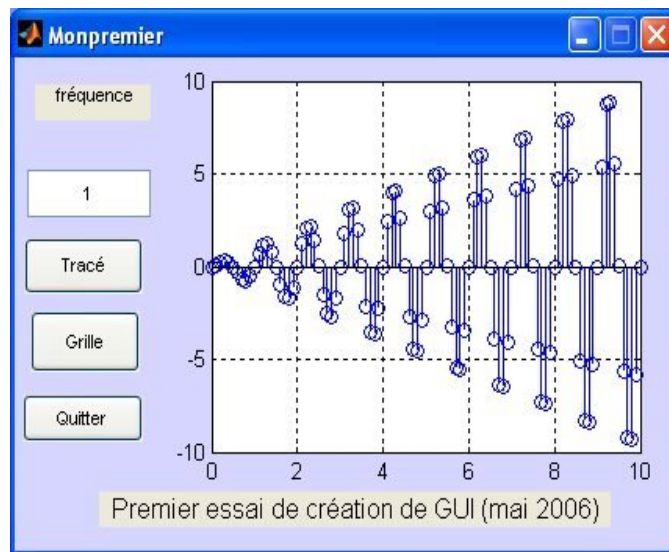 Monpremier
fréquence
1
Tracé
Grille
Quitter
10
5
0
-5
-10
0 2 4 6 8 10
Premier essai de création de GUI (mai 2006)